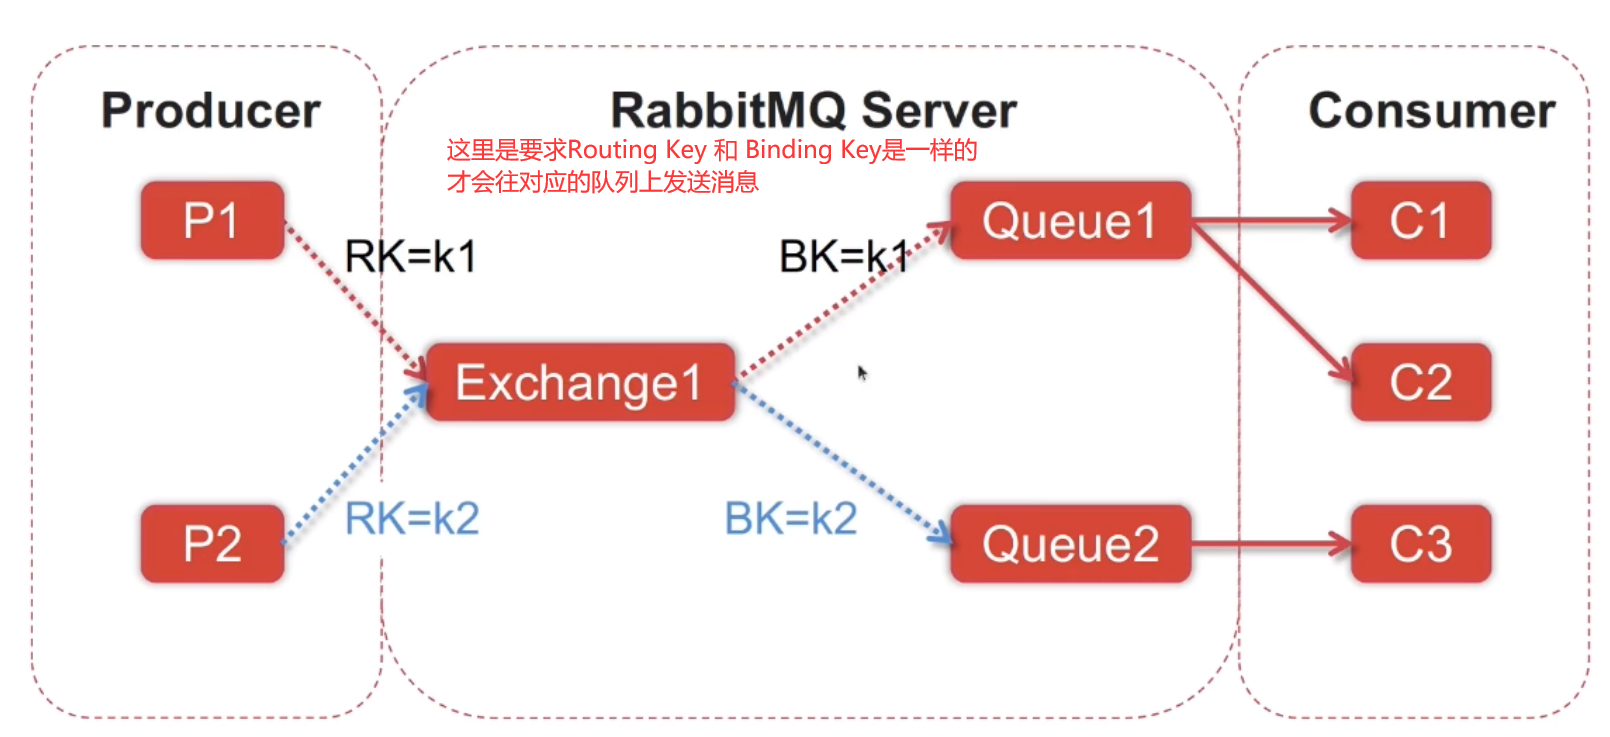 Producer
RabbitMQ Server
Consumer
这里是要求Routing Key 和 Binding Key是一样的
才会往对应的队列上发送消息
P1
Queue1
C1
RK=k1
BK=k1
Exchange1
C2
RK=k2
BK=k2
P2
Queue2
C3